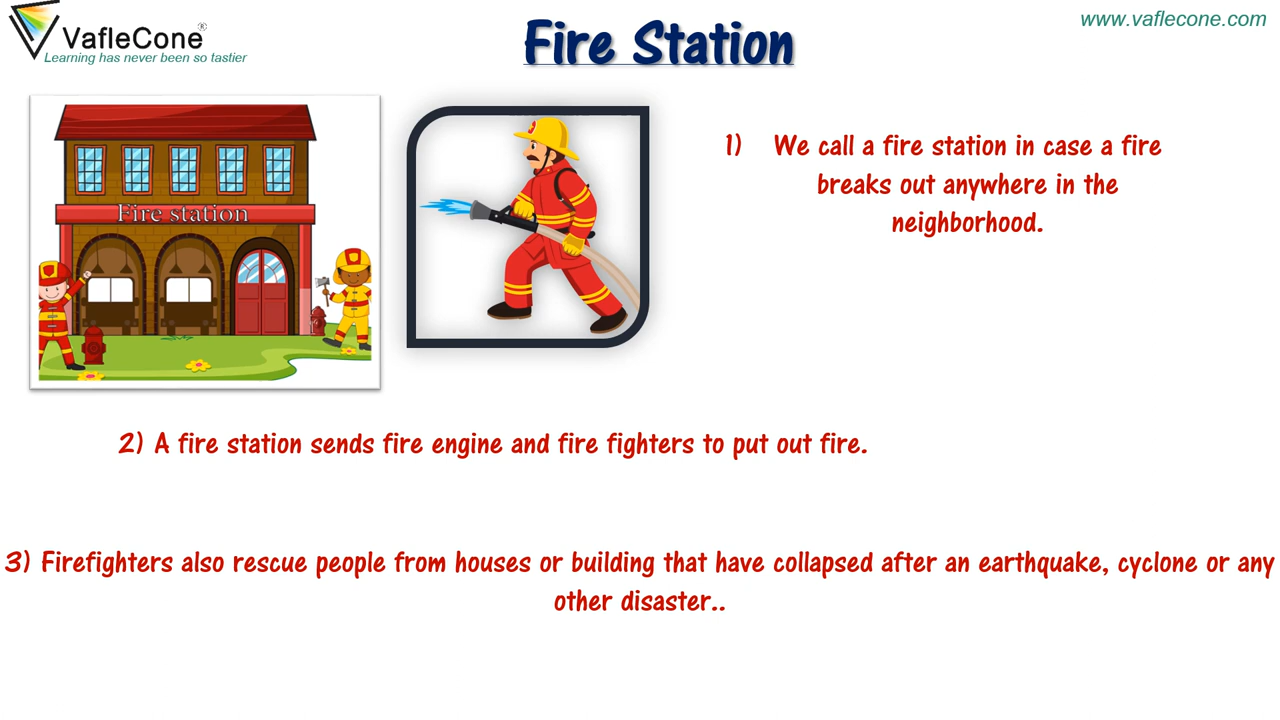 VafleCone®
Learning has never been so tastier
Fire Station
www.vaflecone.com
Fire station
1) We call a fire station in case a fire
breaks out anywhere in the
neighborhood.
2) A fire station sends fire engine and fire fighters to put out fire.
3) Firefighters also rescue people from houses or building that have collapsed after an earthquake, cyclone or any
other disaster..